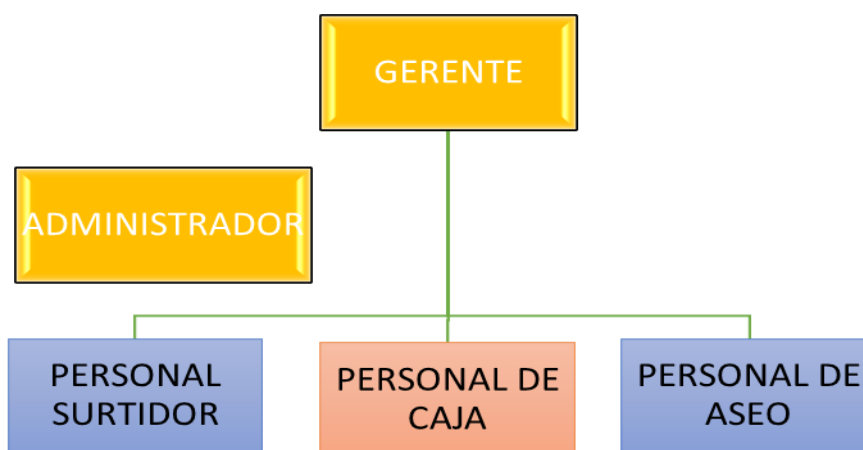 GERENTE
ADMINISTRADOR
PERSONAL
SURTIDOR
PERSONAL DE
CAJA
PERSONAL DE
ASEO